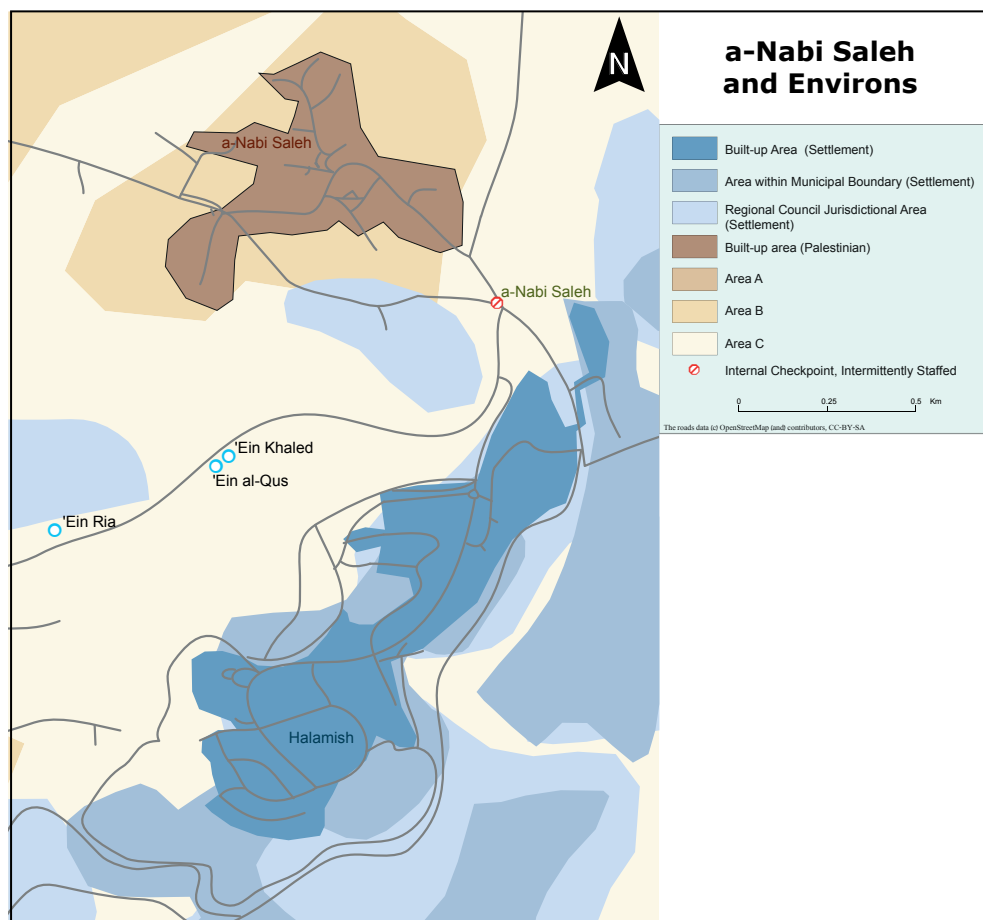 a-Nabi Saleh
and Environs
N
Built-up Area (Settlement)
Area within Municipal Boundary (Settlement)
Regional Council Jurisdictional Area
(Settlement)
Built-up area (Palestinian)
Area A
Area B
Area C
Internal Checkpoint, Intermittently Staffed
0 0.25 0.5 Km
The roads data (c) OpenStreetMap (and) contributors, CC-BY-SA
a-Nabi Saleh
a-Nabi Saleh
'Ein Khaled
'Ein al-Qus
'Ein Ria
Halamish